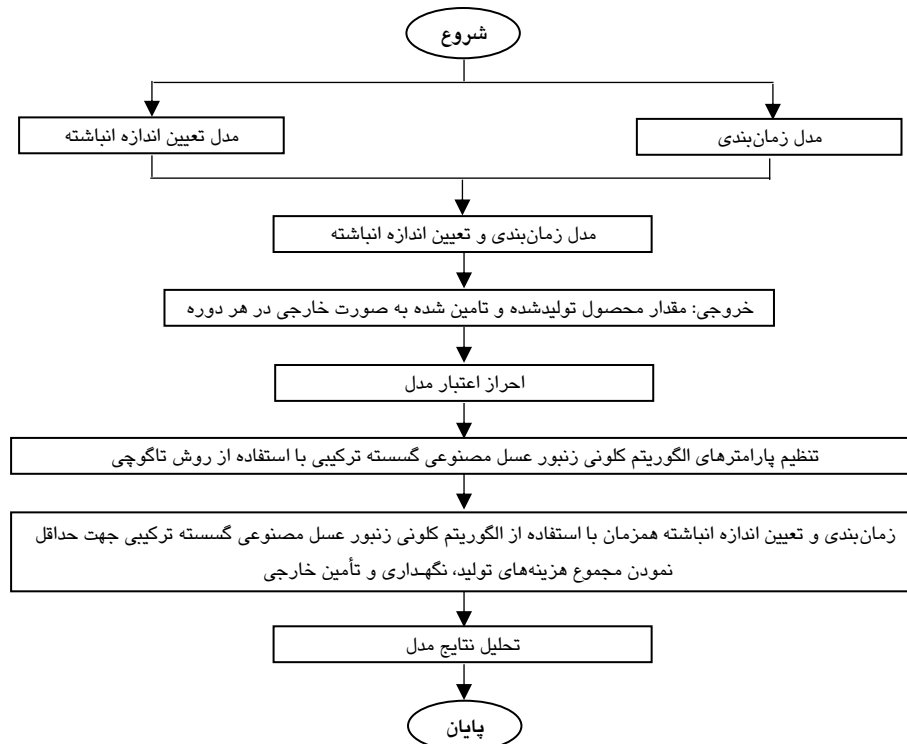 شروع
مدل زمان‌بندی
مدل تعیین اندازه انباشته
مدل زمان‌بندی و تعیین اندازه انباشته
خروجی: مقدار محصول تولیدشده و تامین شده به صورت خارجی در هر دوره
احراز اعتبار مدل
تنظیم پارامترهای الگوریتم کلونی زنبور عسل مصنوعی گسسته ترکیبی با استفاده از روش تاگوچی
زمان‌بندی و تعیین اندازه انباشته همزمان با استفاده از الگوریتم کلونی زنبور عسل مصنوعی گسسته ترکیبی جهت حداقل
نمودن مجموع هزینه‌های تولید، نگهـداری و تأمین خارجی
تحلیل نتایج مدل
پایان